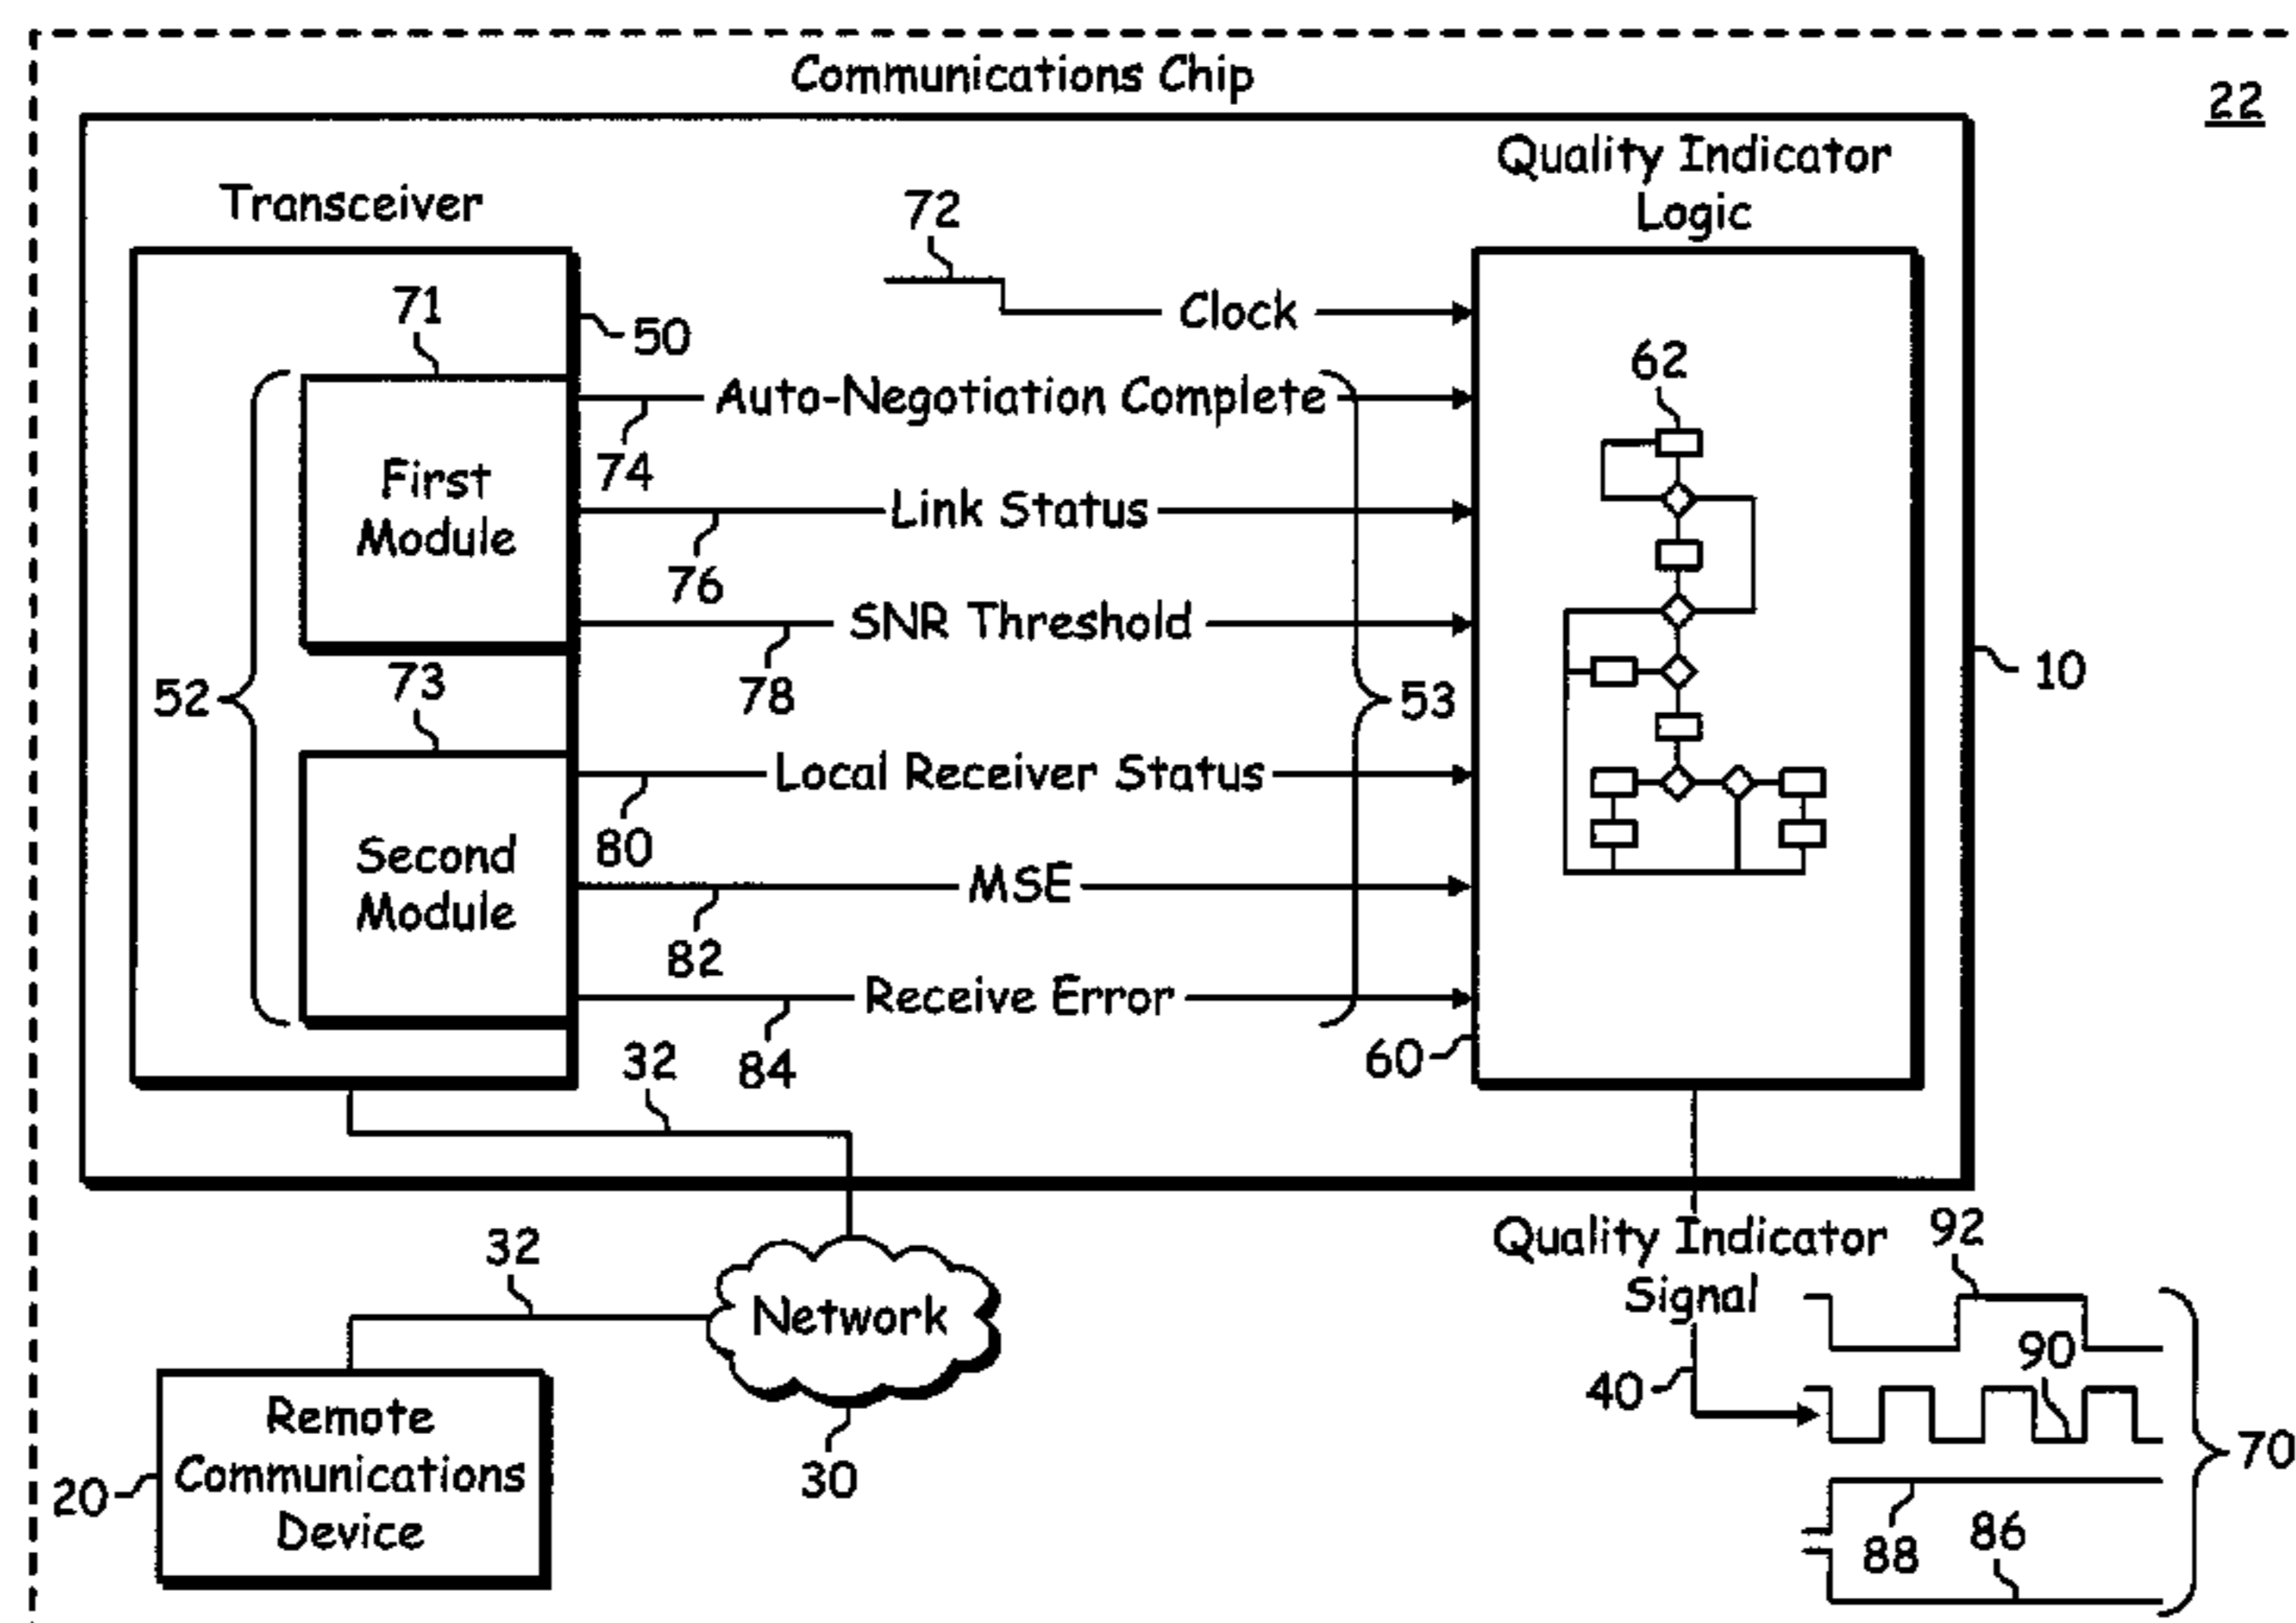 Communications Chip
22
Quality Indicator
Logic
Transceiver
72
Clock
71
50
62
Auto-Negotiation Complete
74
First
Module
Link Status
76
SNR Threshold
78
73
52
53
10
Local Receiver Status
80
Second
Module
MSE
82
Receive Error
84
60
32
32
Network
30
Quality Indicator
Signal
92
90
40
70
88
86
Remote
Communications
Device
20